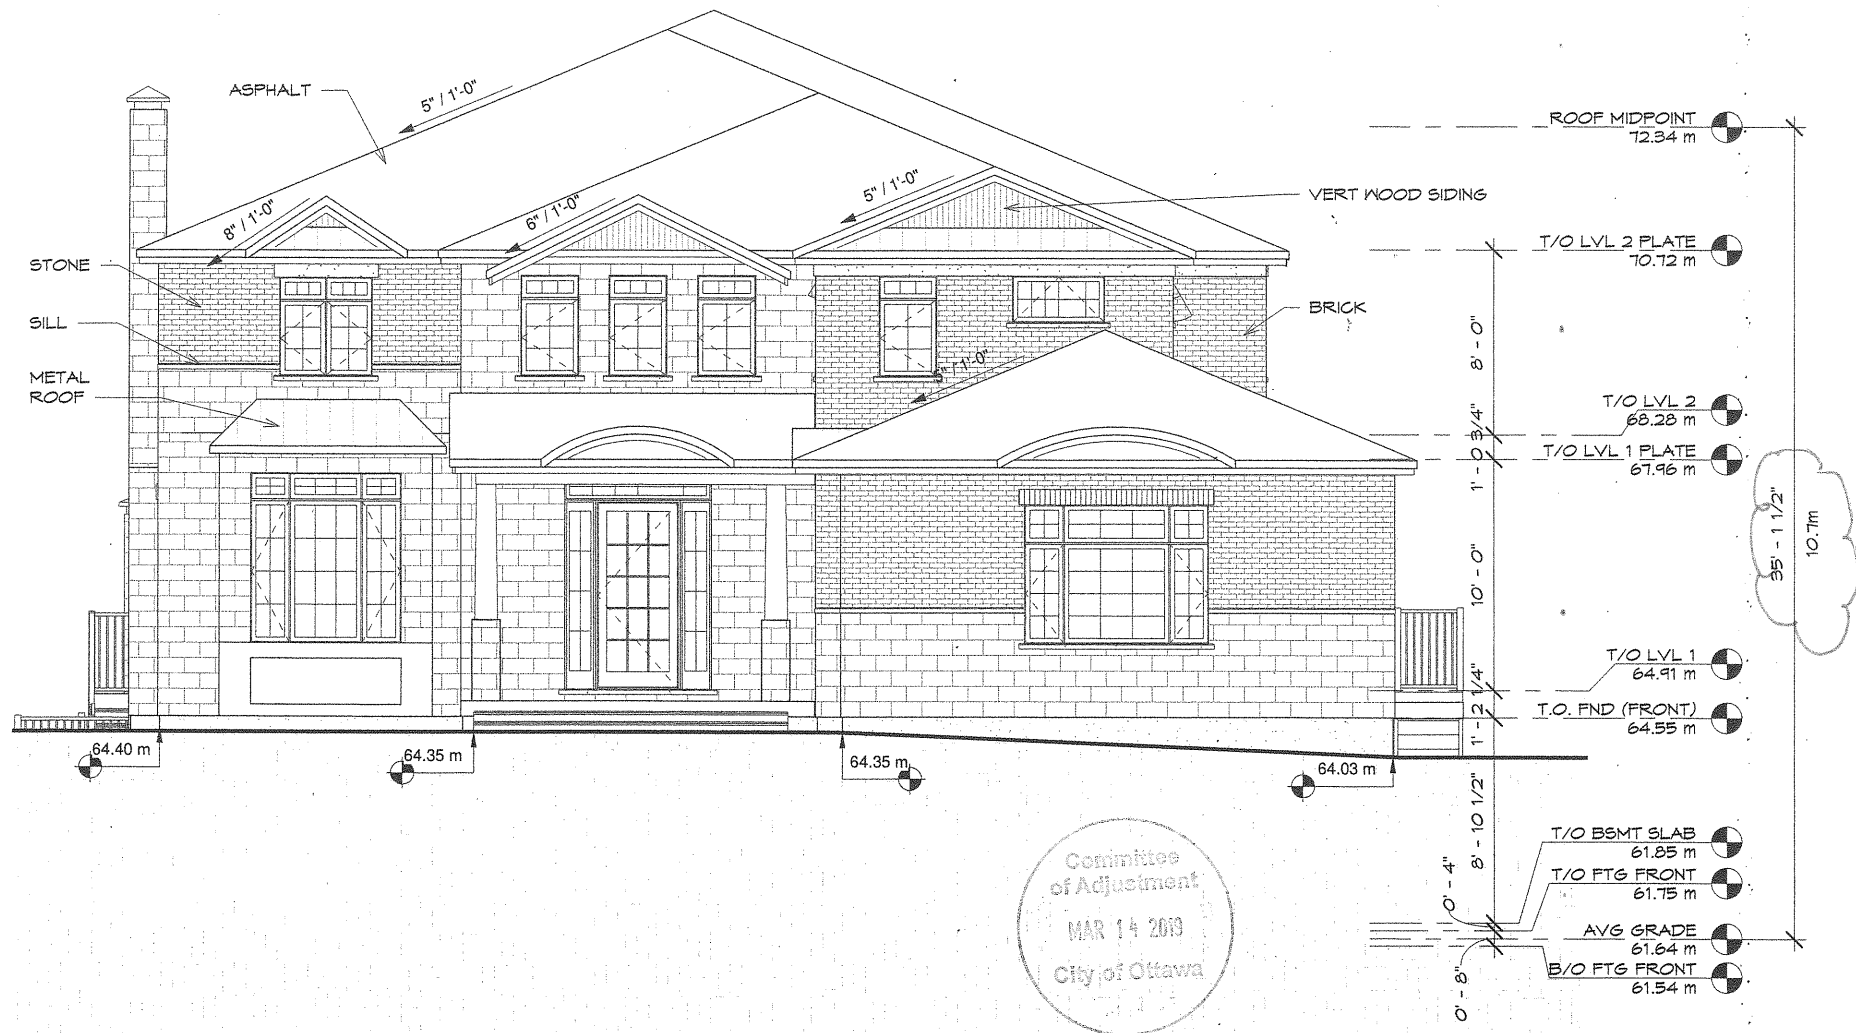 ASPHALT
5" / 1'-0"
8" / 1'-0"
6" / 1'-0"
5" / 1'-0"
VERT WOOD SIDING
STONE
SILL
METAL
ROOF
BRICK
/ 1'-0"
ROOF MIDPOINT
72.34 m
T/O LVL 2 PLATE
70.72 m
T/O LVL 2
68.28 m
T/O LVL 1 PLATE
67.96 m
T/O LVL 1
64.91 m
T.O. FND (FRONT)
64.55 m
T/O BSMT SLAB
61.85 m
T/O FTG FRONT
61.75 m
AVG GRADE
61.64 m
B/O FTG FRONT
61.54 m
8' - 0"
1' - 0 3/4"
10' - 0"
1' - 2 1/4"
8' - 10 1/2"
0' - 4"
0' - 8"
35' - 1 1/2"
10.7m
64.40 m
64.35 m
64.35 m
64.03 m
Committee
of Adjustment
MAR 14 2019
City of Ottawa